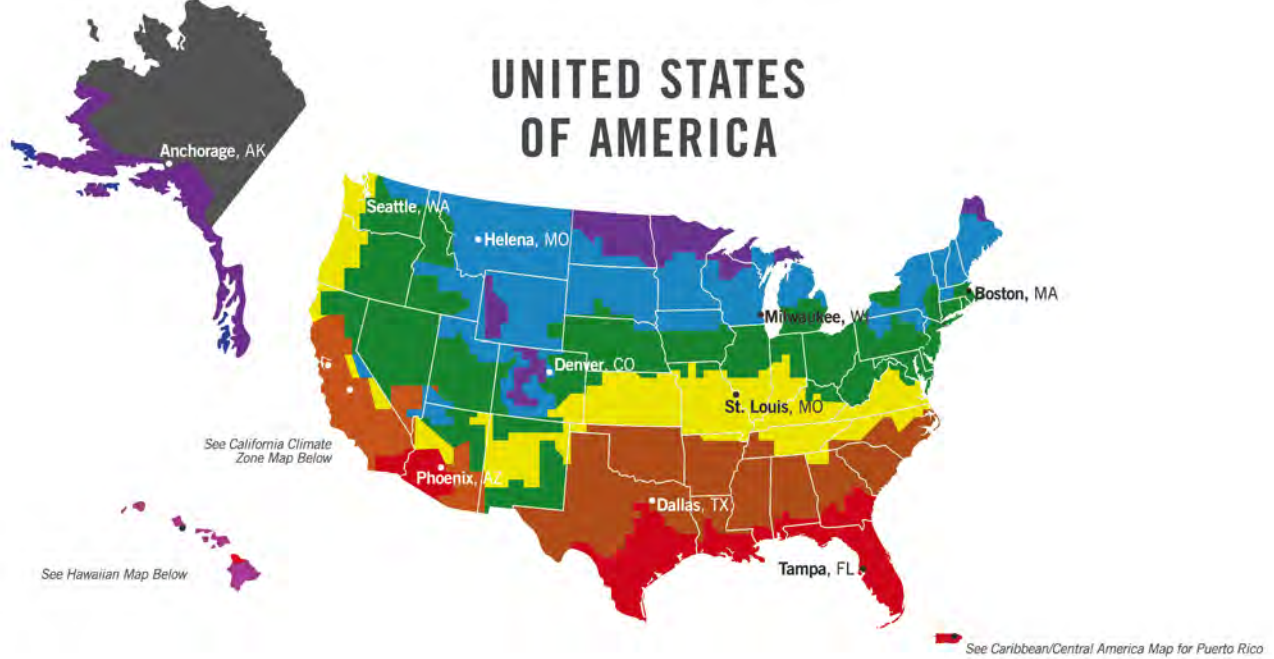 UNITED STATES
OF AMERICA
Anchorage, AK
Seattle, WA
Helena, MO
Boston, MA
Milwaukee, WI
Denver, CO
St. Louis, MO
See California Climate
Zone Map Below
Phoenix, AZ
Dallas, TX
See Hawaiian Map Below
Tampa, FL
See Caribbean/Central America Map for Puerto Rico